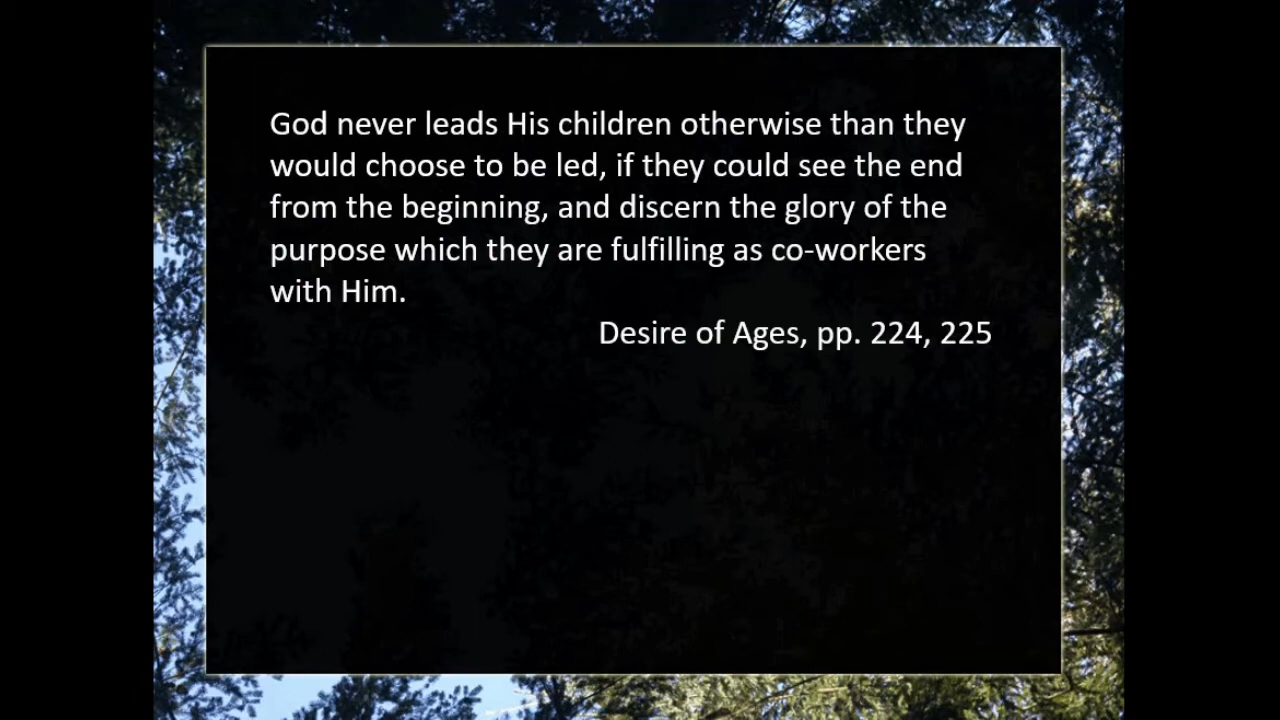 God never leads His children otherwise than they
would choose to be led, if they could see the end
from the beginning, and discern the glory of the
purpose which they are fulfilling as co-workers
with Him.
Desire of Ages, pp. 224, 225